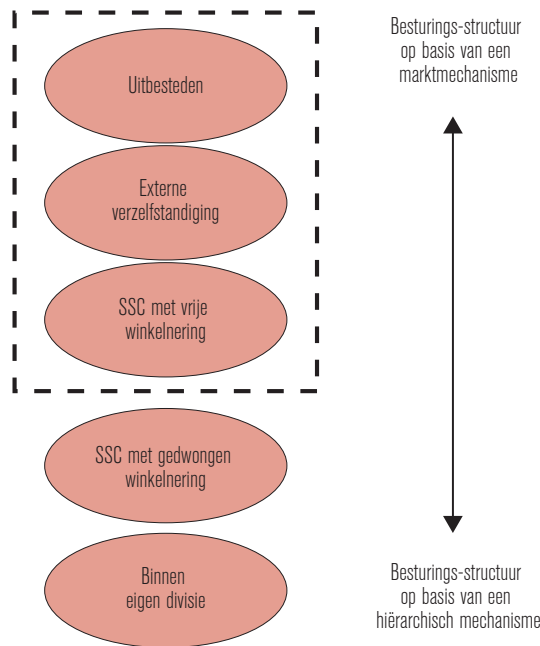 Uitbesteden
Externe
verzelfstandiging
SSC met vrije
winkelnering
SSC met gedwongen
winkelnering
Binnen
eigen divisie
Besturings-structuur
op basis van een
marktmechanisme
Besturings-structuur
op basis van een
hiërarchisch mechanisme